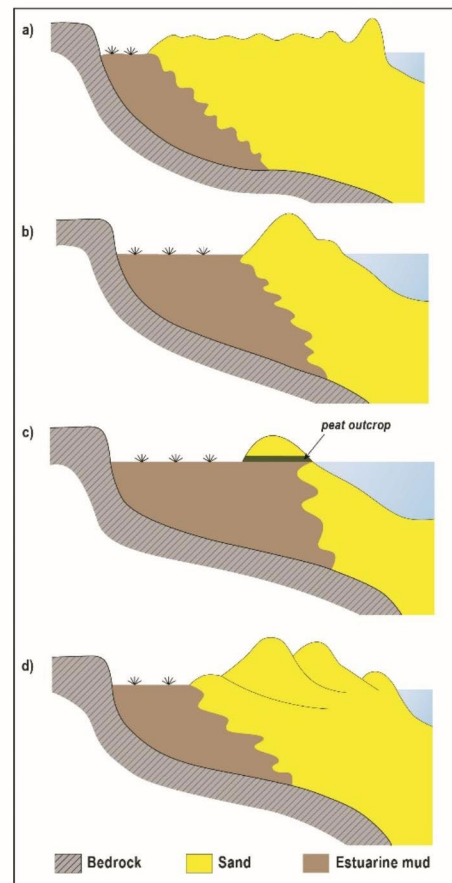 a)
b)
c)
peat outcrop
d)
Bedrock
Sand
Estuarine mud